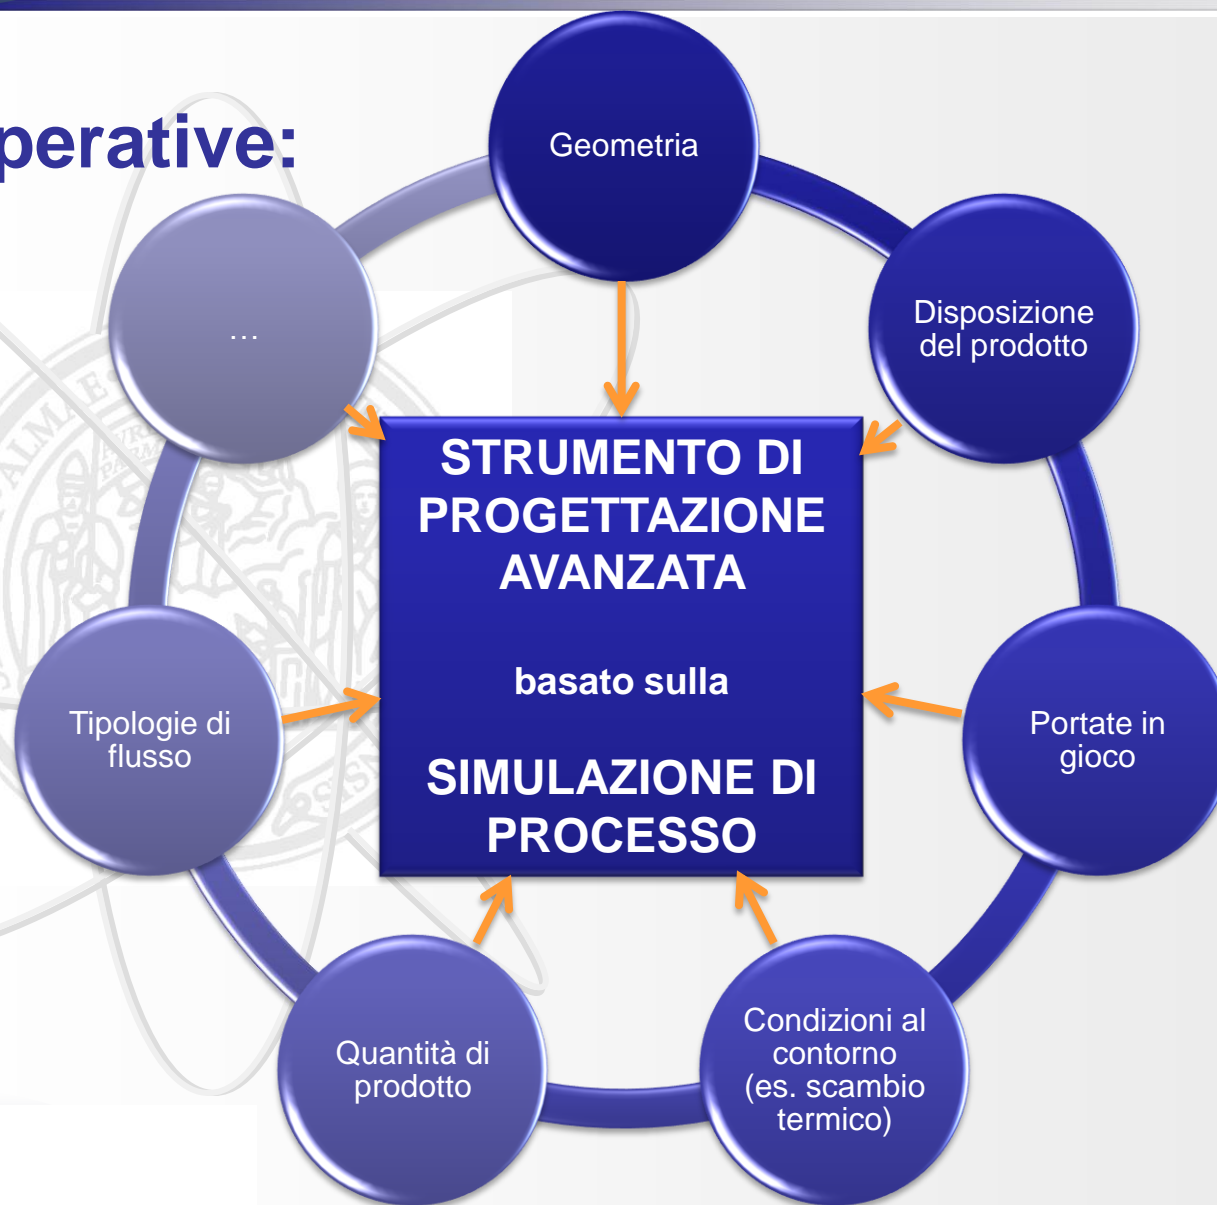 perative:
Geometria
Disposizione
del prodotto
…
STRUMENTO DI
PROGETTAZIONE
AVANZATA
basato sulla
SIMULAZIONE DI
PROCESSO
Tipologie di
flusso
Portate in
gioco
Quantità di
prodotto
Condizioni al
contorno
(es. scambio
termico)